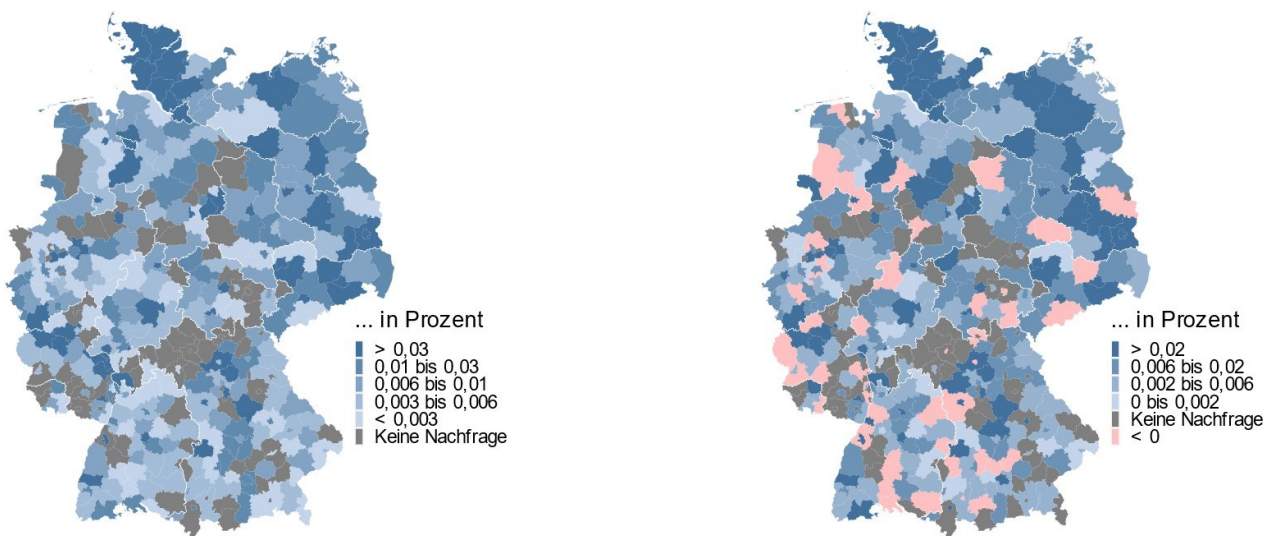 ... in Prozent
> 0,03
0,01 bis 0,03
0,006 bis 0,01
0,003 bis 0,006
< 0,003
Keine Nachfrage
... in Prozent
> 0,02
0,006 bis 0,02
0,002 bis 0,006
0 bis 0,002
Keine Nachfrage
< 0